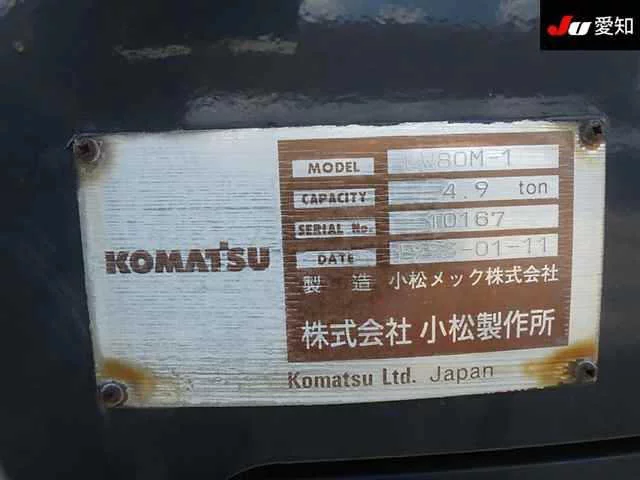 JU 愛知
KOMATSU
MODEL LW80M-1
CAPACITY 4.9 ton
SERIAL No. 10167
DATE -01-11
製 造 小松メック株式会社
株式会社 小松製作所
Komatsu Ltd. Japan